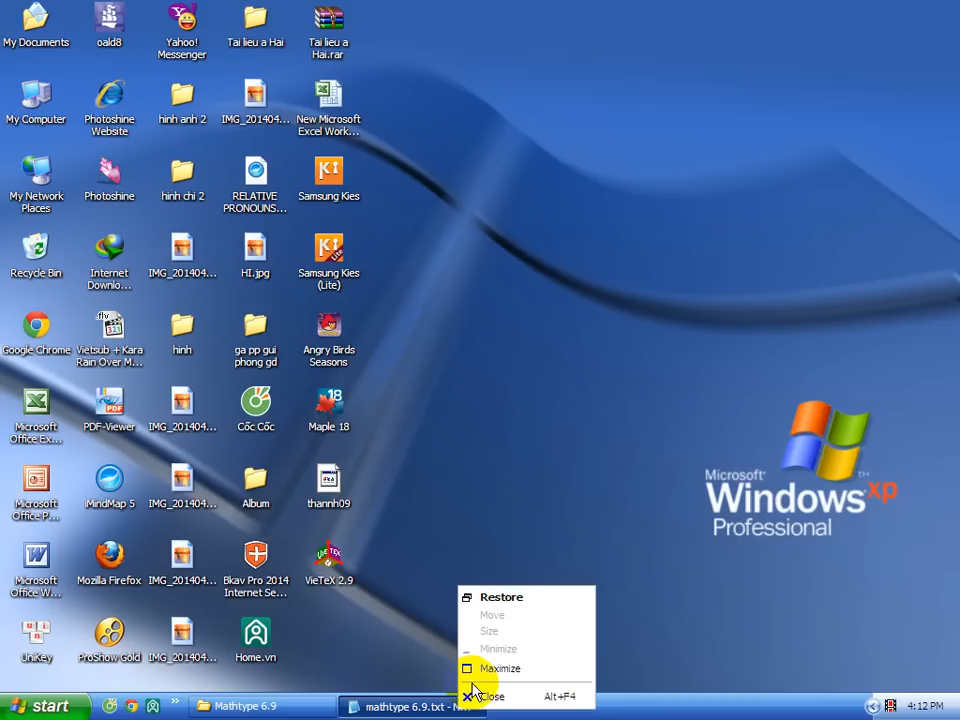 My Documents
oald8
Yahoo!
Messenger
Tai lieu a Hai
Tai lieu a
Hai.rar
My Computer
Photoshine
Website
hinh anh 2
IMG_201404...
New Microsoft
Excel Work...
My Network
Places
Photoshine
hinh chi 2
RELATIVE
PRONOUNS...
Samsung Kies
Recycle Bin
Internet
Downlo...
IMG_201404...
HI.jpg
Samsung Kies
(Lite)
Google Chrome
Vietsub + Kara
Rain Over M...
hinh
ga pp gui
phong gd
Angry Birds
Seasons
Microsoft
Office Ex...
PDF-Viewer
IMG_201404...
Cốc Cốc
Maple 18
Microsoft
Office P...
iMindMap 5
IMG_201404...
Album
thannh09
Microsoft
Office W...
Mozilla Firefox
IMG_201404...
Bkav Pro 2014
Internet Se...
VieTeX 2.9
UniKey
ProShow Gold
IMG_201404...
Home.vn
Microsoft
Windows xp
Professional
Restore
Move
Size
Minimize
Maximize
Close Alt+F4
start
Mathtype 6.9
mathtype 6.9.txt - N...
4:12 PM